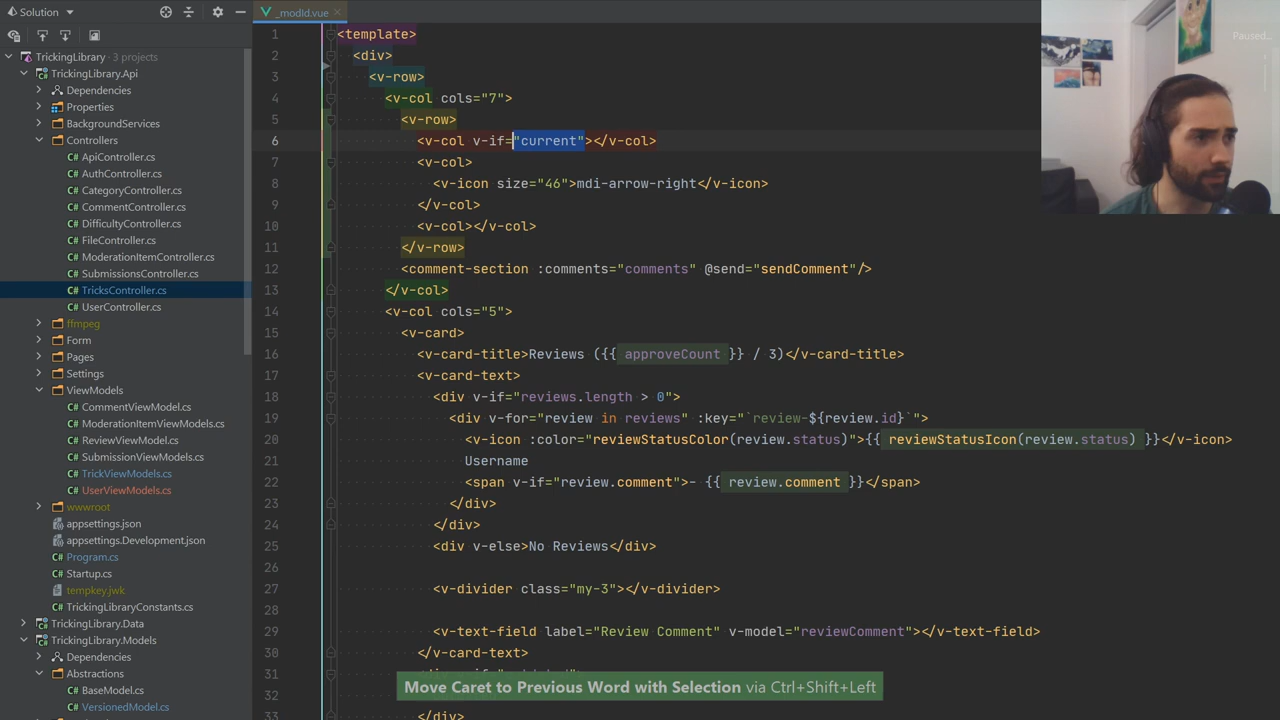 Solution
_modId.vue
TrickingLibrary · 3 projects
TrickingLibrary.Api
Dependencies
Properties
BackgroundServices
Controllers
C# ApiController.cs
C# AuthController.cs
C# CategoryController.cs
C# CommentController.cs
C# DifficultyController.cs
C# FileController.cs
C# ModerationItemController.cs
C# SubmissionsController.cs
C# TricksController.cs
C# UserController.cs
ffmpeg
Form
Pages
Settings
ViewModels
C# CommentViewModel.cs
C# ModerationItemViewModels.cs
C# ReviewViewModel.cs
C# SubmissionViewModels.cs
C# TrickViewModels.cs
C# UserViewModels.cs
wwwroot
appsettings.json
appsettings.Development.json
C# Program.cs
C# Startup.cs
tempkey.jwk
C# TrickingLibraryConstants.cs
TrickingLibrary.Data
TrickingLibrary.Models
Dependencies
Abstractions
C# BaseModel.cs
C# VersionedModel.cs
1 <template>
2 <div>
3 <v-row>
4 <v-col cols="7">
5 <v-row>
6 <v-col v-if="current"></v-col>
7 <v-col>
8 <v-icon size="46">mdi-arrow-right</v-icon>
9 </v-col>
10 <v-col></v-col>
11 </v-row>
12 <comment-section :comments="comments" @send="sendComment"/>
13 </v-col>
14 <v-col cols="5">
15 <v-card>
16 <v-card-title>Reviews ({{ approveCount }} / 3)</v-card-title>
17 <v-card-text>
18 <div v-if="reviews.length > 0">
19 <div v-for="review in reviews" :key="`review-${review.id}`">
20 <v-icon :color="reviewStatusColor(review.status)">{{ reviewStatusIcon(review.status) }}</v-icon>
21 Username
22 <span v-if="review.comment">- {{ review.comment }}</span>
23 </div>
24 </div>
25 <div v-else>No Reviews</div>
26
27 <v-divider class="my-3"></v-divider>
28
29 <v-text-field label="Review Comment" v-model="reviewComment"></v-text-field>
30 </v-card-text>
31
32
33 </div>
Move Caret to Previous Word with Selection via Ctrl+Shift+Left
Paused...